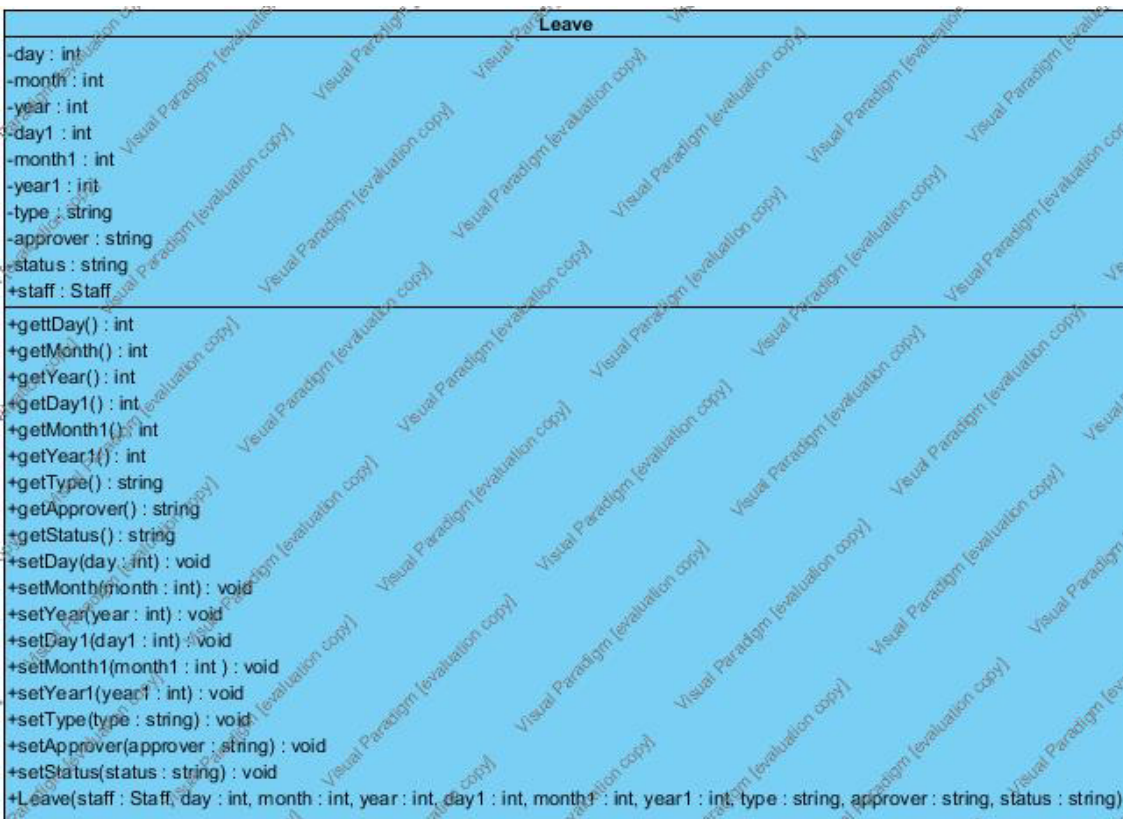 Leave
-day : int
-month : int
-year : int
-day1 : int
-month1 : int
-year1 : int
-type : string
-approver : string
-status : string
+staff : Staff
+gettDay() : int
+getMonth() : int
+getYear() : int
+getDay1() : int
+getMonth1() : int
+getYear1() : int
+getType() : string
+getApprover() : string
+getStatus() : string
+setDay(day : int) : void
+setMonth(month : int) : void
+setYear(year : int) : void
+setDay1(day1 : int) : void
+setMonth1(month1 : int ) : void
+setYear1(year1 : int) : void
+setType(type : string) : void
+setApprover(approver : string) : void
+setStatus(status : string) : void
+Leave(staff : Staff, day : int, month : int, year : int, day1 : int, month1 : int, year1 : int, type : string, approver : string, status : string)
Visual Paradigm [evaluation copy]